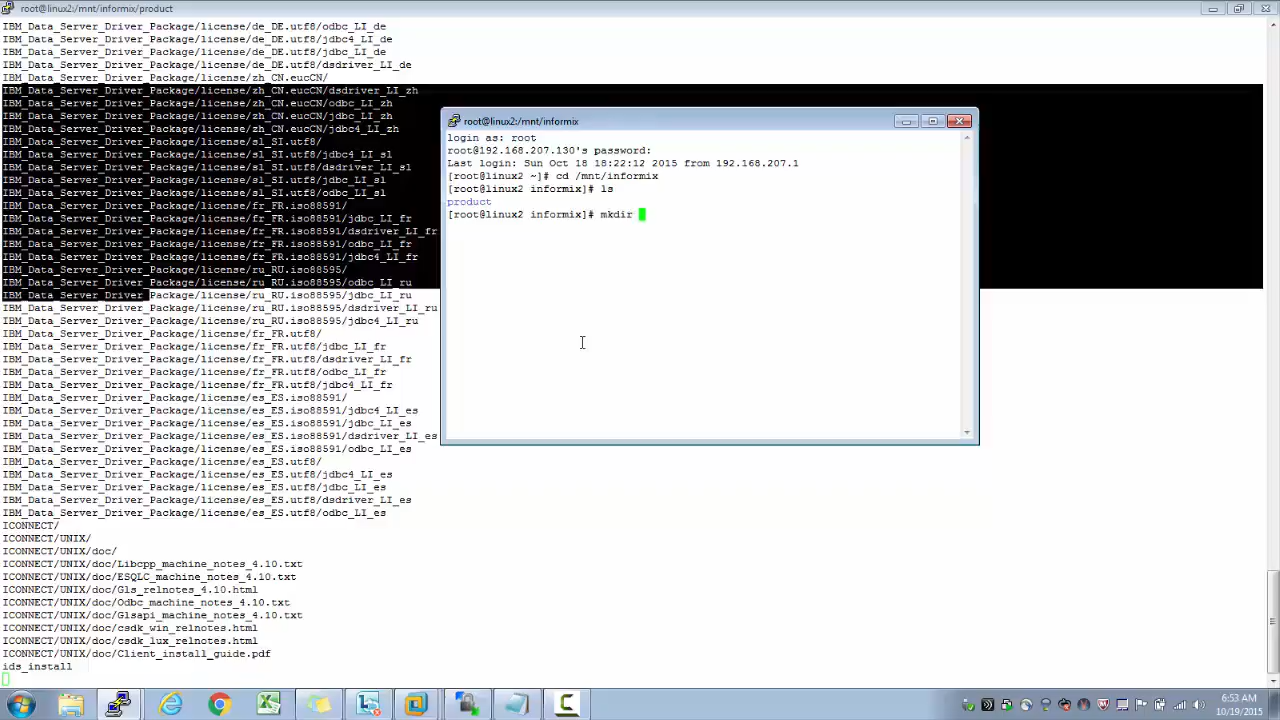 root@linux2:/mnt/informix/product
IBM_Data_Server_Driver_Package/license/de_DE.utf8/odbc_LI_de
IBM_Data_Server_Driver_Package/license/de_DE.utf8/jdbc4_LI_de
IBM_Data_Server_Driver_Package/license/de_DE.utf8/jdbc_LI_de
IBM_Data_Server_Driver_Package/license/de_DE.utf8/dsdriver_LI_de
IBM_Data_Server_Driver_Package/license/zh_CN.eucCN/
IBM_Data_Server_Driver_Package/license/zh_CN.eucCN/dsdriver_LI_zh
IBM_Data_Server_Driver_Package/license/zh_CN.eucCN/odbc_LI_zh
IBM_Data_Server_Driver_Package/license/zh_CN.eucCN/jdbc_LI_zh
IBM_Data_Server_Driver_Package/license/zh_CN.eucCN/jdbc4_LI_zh
IBM_Data_Server_Driver_Package/license/sl_SI.utf8/
IBM_Data_Server_Driver_Package/license/sl_SI.utf8/jdbc4_LI_sl
IBM_Data_Server_Driver_Package/license/sl_SI.utf8/dsdriver_LI_sl
IBM_Data_Server_Driver_Package/license/sl_SI.utf8/jdbc_LI_sl
IBM_Data_Server_Driver_Package/license/sl_SI.utf8/odbc_LI_sl
IBM_Data_Server_Driver_Package/license/fr_FR.iso88591/
IBM_Data_Server_Driver_Package/license/fr_FR.iso88591/jdbc4_LI_fr
IBM_Data_Server_Driver_Package/license/fr_FR.iso88591/dsdriver_LI_fr
IBM_Data_Server_Driver_Package/license/fr_FR.iso88591/odbc_LI_fr
IBM_Data_Server_Driver_Package/license/fr_FR.iso88591/jdbc_LI_fr
IBM_Data_Server_Driver_Package/license/ru_RU.iso88595/
IBM_Data_Server_Driver_Package/license/ru_RU.iso88595/odbc_LI_ru
IBM_Data_Server_Driver_Package/license/ru_RU.iso88595/jdbc_LI_ru
IBM_Data_Server_Driver_Package/license/ru_RU.iso88595/dsdriver_LI_ru
IBM_Data_Server_Driver_Package/license/ru_RU.iso88595/jdbc4_LI_ru
IBM_Data_Server_Driver_Package/license/fr_FR.utf8/
IBM_Data_Server_Driver_Package/license/fr_FR.utf8/jdbc_LI_fr
IBM_Data_Server_Driver_Package/license/fr_FR.utf8/dsdriver_LI_fr
IBM_Data_Server_Driver_Package/license/fr_FR.utf8/odbc_LI_fr
IBM_Data_Server_Driver_Package/license/fr_FR.utf8/jdbc4_LI_fr
IBM_Data_Server_Driver_Package/license/es_ES.iso88591/
IBM_Data_Server_Driver_Package/license/es_ES.iso88591/jdbc4_LI_es
IBM_Data_Server_Driver_Package/license/es_ES.iso88591/jdbc_LI_es
IBM_Data_Server_Driver_Package/license/es_ES.iso88591/dsdriver_LI_es
IBM_Data_Server_Driver_Package/license/es_ES.iso88591/odbc_LI_es
IBM_Data_Server_Driver_Package/license/es_ES.utf8/
IBM_Data_Server_Driver_Package/license/es_ES.utf8/jdbc4_LI_es
IBM_Data_Server_Driver_Package/license/es_ES.utf8/jdbc_LI_es
IBM_Data_Server_Driver_Package/license/es_ES.utf8/dsdriver_LI_es
IBM_Data_Server_Driver_Package/license/es_ES.utf8/odbc_LI_es
ICONNECT/
ICONNECT/UNIX/
ICONNECT/UNIX/doc/
ICONNECT/UNIX/doc/Libcpp_machine_notes_4.10.txt
ICONNECT/UNIX/doc/ESQLC_machine_notes_4.10.txt
ICONNECT/UNIX/doc/Gls_relnotes_4.10.html
ICONNECT/UNIX/doc/Odbc_machine_notes_4.10.txt
ICONNECT/UNIX/doc/Glsapi_machine_notes_4.10.txt
ICONNECT/UNIX/doc/csdk_win_relnotes.html
ICONNECT/UNIX/doc/csdk_lux_relnotes.html
ICONNECT/UNIX/doc/Client_install_guide.pdf
ids_install
root@linux2:/mnt/informix
login as: root
root@192.168.207.130's password:
Last login: Sun Oct 18 18:22:12 2015 from 192.168.207.1
[root@linux2 ~]# cd /mnt/informix
[root@linux2 informix]# ls
product
[root@linux2 informix]# mkdir
6:53 AM
10/19/2015